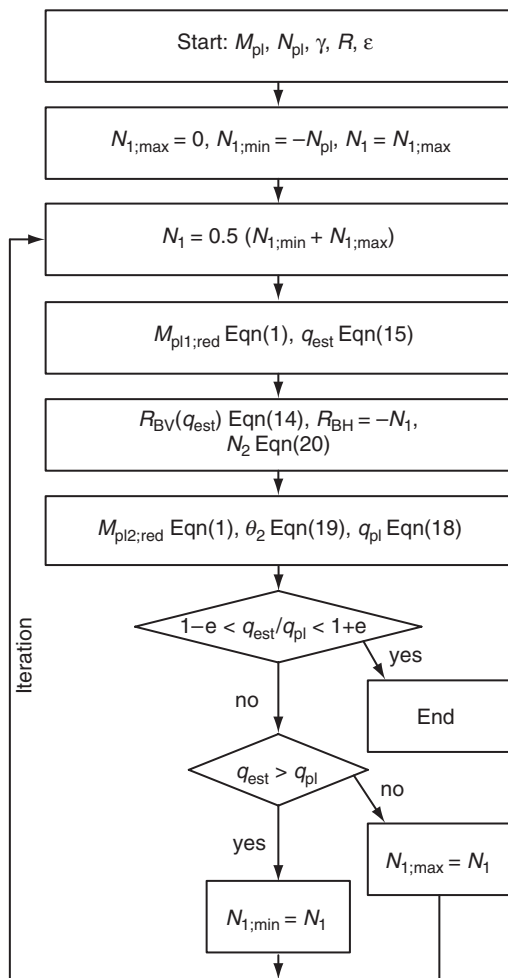 Start: Mpl, Npl, γ, R, ε
N1;max = 0, N1;min = –Npl, N1 = N1;max
N1 = 0.5 (N1;min + N1;max)
Mpl1;red Eqn(1), qest Eqn(15)
RBV(qest) Eqn(14), RBH = –N1,
N2 Eqn(20)
Mpl2;red Eqn(1), θ2 Eqn(19), qpl Eqn(18)
1–e < qest/qpl < 1+e
yes
End
no
qest > qpl
no
yes
N1;max = N1
N1;min = N1
Iteration